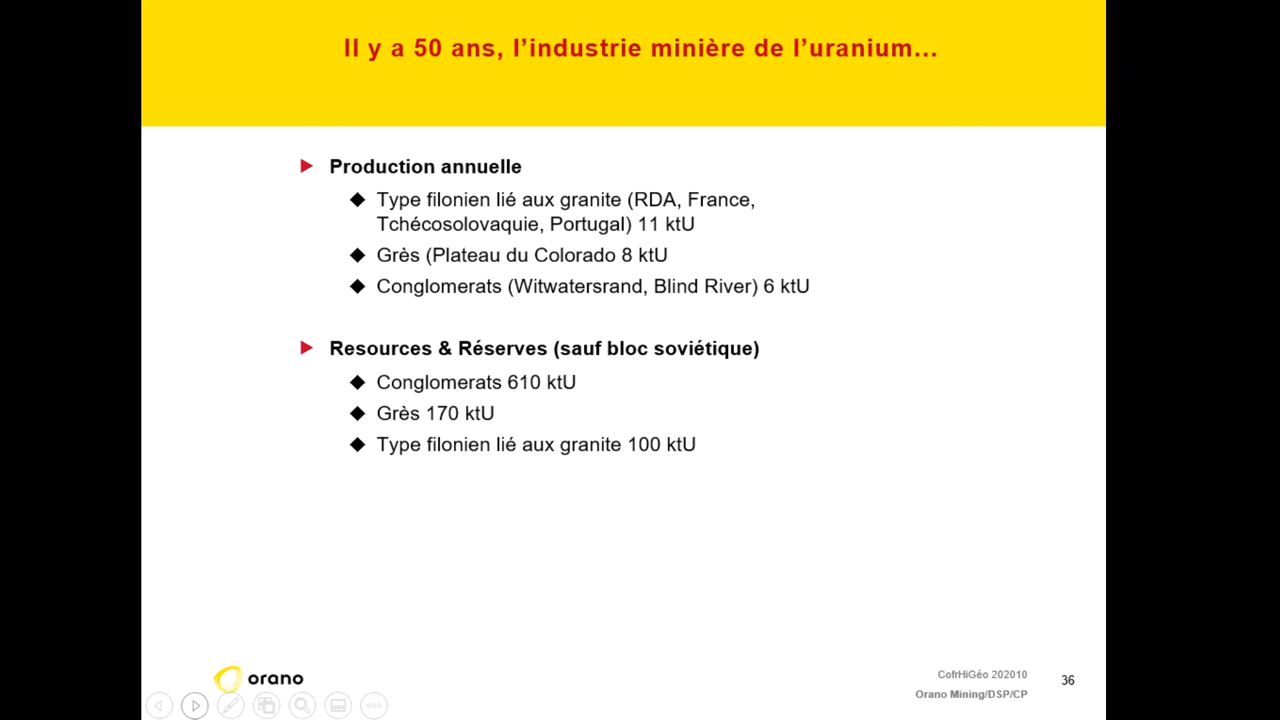 Il y a 50 ans, l’industrie minière de l’uranium…
Production annuelle
Type filonien lié aux granite (RDA, France,
Tchécosolovaquie, Portugal) 11 ktU
Grès (Plateau du Colorado 8 ktU
Conglomerats (Witwatersrand, Blind River) 6 ktU
Resources & Réserves (sauf bloc soviétique)
Conglomerats 610 ktU
Grès 170 ktU
Type filonien lié aux granite 100 ktU
orano
CofrHiGéo 202010
Orano Mining/DSP/CP
36